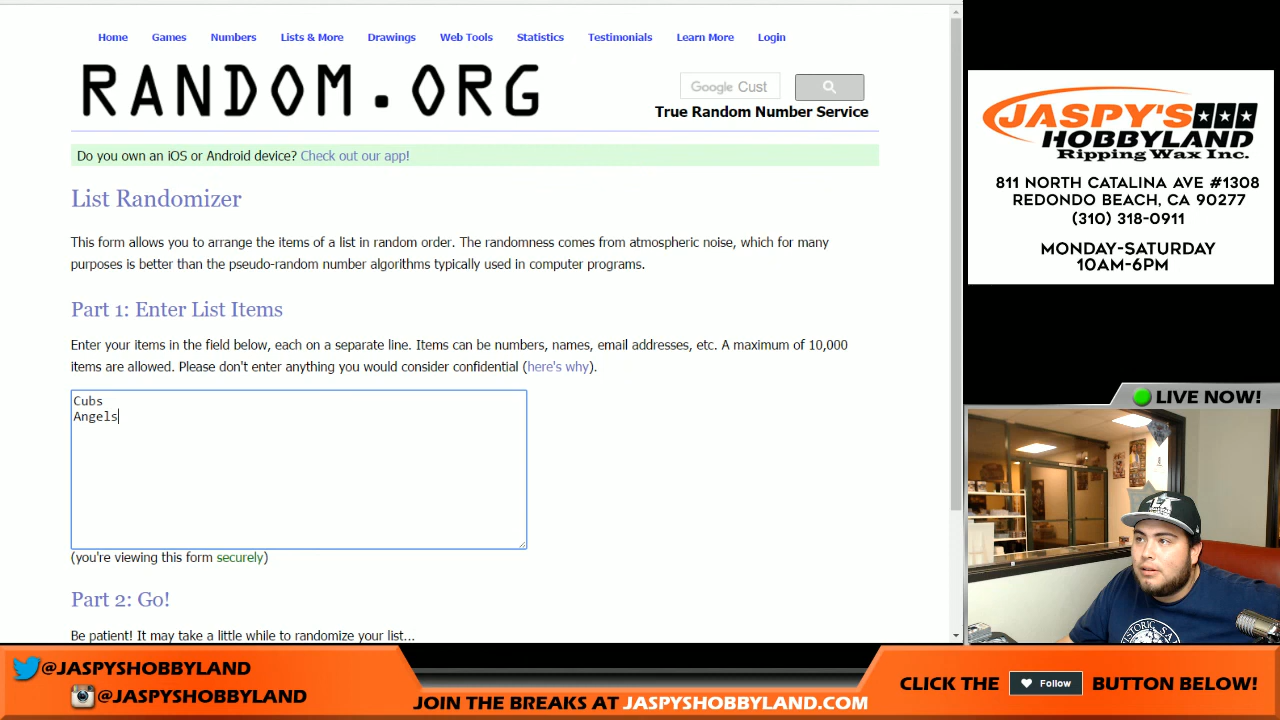 Home Games Numbers Lists & More Drawings Web Tools Statistics Testimonials Learn More Login
RANDOM.ORG
Google Cust
True Random Number Service
Do you own an iOS or Android device? Check out our app!
List Randomizer
This form allows you to arrange the items of a list in random order. The randomness comes from atmospheric noise, which for many
purposes is better than the pseudo-random number algorithms typically used in computer programs.
Part 1: Enter List Items
Enter your items in the field below, each on a separate line. Items can be numbers, names, email addresses, etc. A maximum of 10,000
items are allowed. Please don't enter anything you would consider confidential (here's why).
Cubs
Angels
(you're viewing this form securely)
Part 2: Go!
Be patient! It may take a little while to randomize your list...
JASPY'S
HOBBYLAND
Ripping Wax Inc.
811 NORTH CATALINA AVE #1308
REDONDO BEACH, CA 90277
(310) 318-0911
MONDAY-SATURDAY
10AM-6PM
LIVE NOW!
@JASPYSHOBBYLAND
@JASPYSHOBBYLAND
JOIN THE BREAKS AT JASPYSHOBBYLAND.COM
CLICK THE Follow BUTTON BELOW!